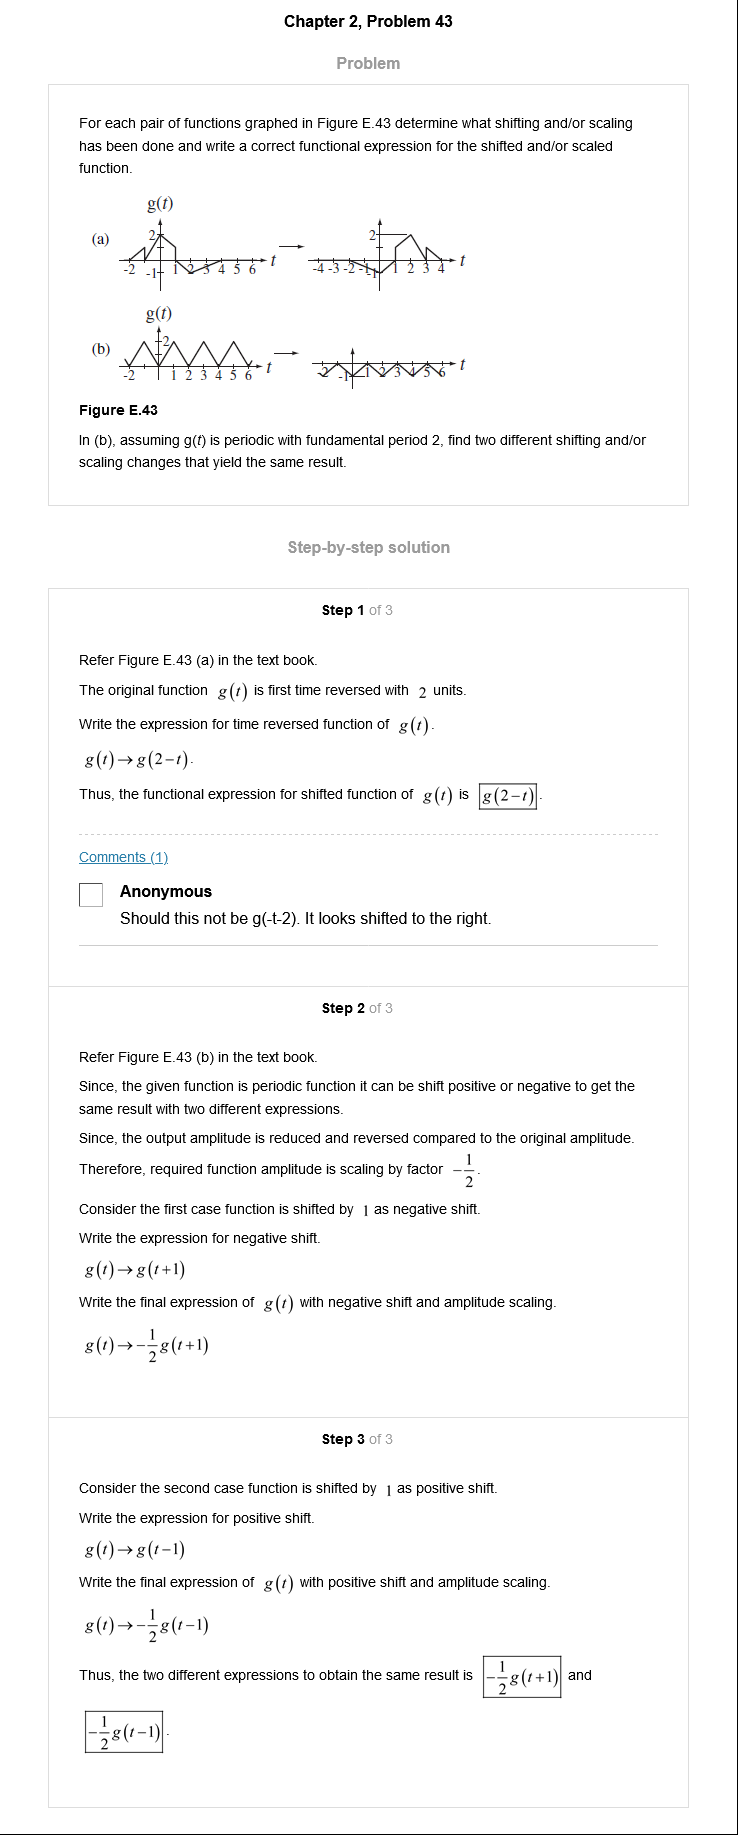 Chapter 2, Problem 43
Problem
For each pair of functions graphed in Figure E.43 determine what shifting and/or scaling
has been done and write a correct functional expression for the shifted and/or scaled
function.
g(t)
(a)
2
2
-2 -1 1 2 3 4 5 6 t
-4 -3 -2 -1 -1 1 2 3 4 t
g(t)
(b)
2
-2 1 2 3 4 5 6 t
-2 -1 1 2 3 4 5 6 t
Figure E.43
In (b), assuming g(t) is periodic with fundamental period 2, find two different shifting and/or
scaling changes that yield the same result.
Step-by-step solution
Step 1 of 3
Refer Figure E.43 (a) in the text book.
The original function g(t) is first time reversed with 2 units.
Write the expression for time reversed function of g(t).
g(t)→g(2−t).
Thus, the functional expression for shifted function of g(t) is g(2−t).
Comments (1)
Anonymous
Should this not be g(-t-2). It looks shifted to the right.
Step 2 of 3
Refer Figure E.43 (b) in the text book.
Since, the given function is periodic function it can be shift positive or negative to get the
same result with two different expressions.
Since, the output amplitude is reduced and reversed compared to the original amplitude.
Therefore, required function amplitude is scaling by factor −1/2.
Consider the first case function is shifted by 1 as negative shift.
Write the expression for negative shift.
g(t)→g(t+1)
Write the final expression of g(t) with negative shift and amplitude scaling.
g(t)→−1/2 g(t+1)
Step 3 of 3
Consider the second case function is shifted by 1 as positive shift.
Write the expression for positive shift.
g(t)→g(t−1)
Write the final expression of g(t) with positive shift and amplitude scaling.
g(t)→−1/2 g(t−1)
Thus, the two different expressions to obtain the same result is −1/2 g(t+1) and
−1/2 g(t−1).